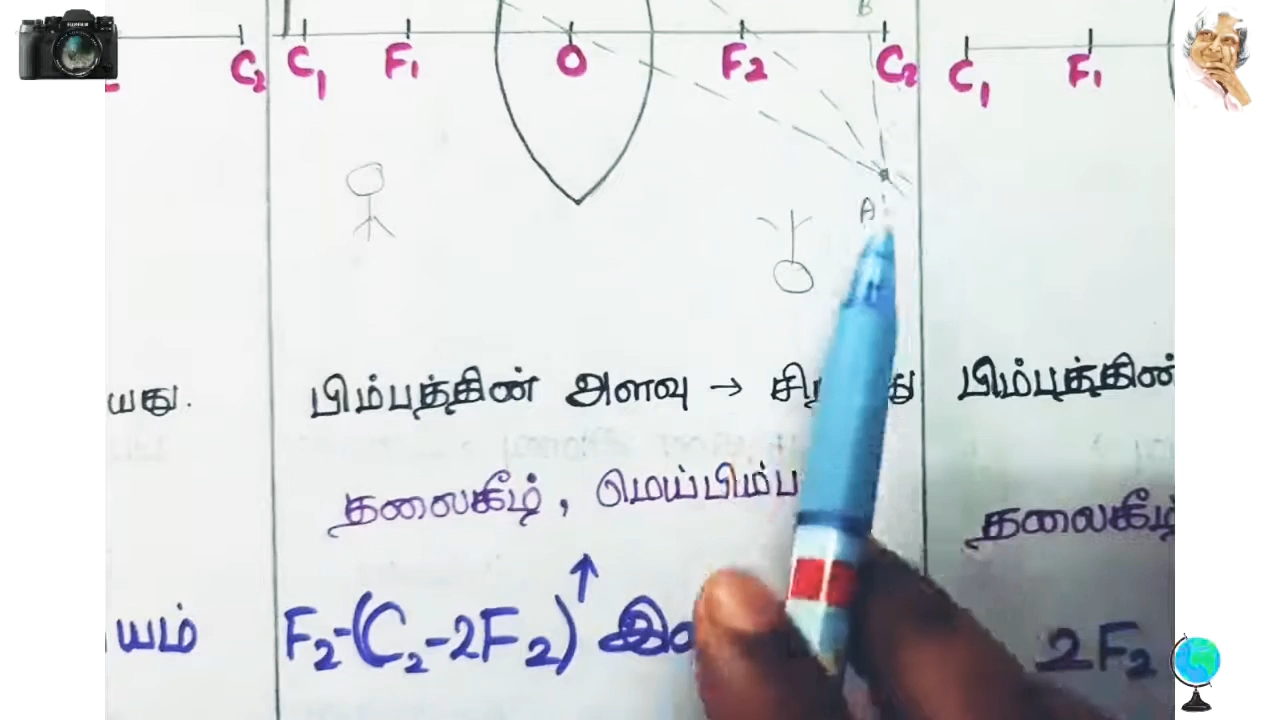 B
C₂ C₁ F₁ O F₂ C₂ C₁ F₁
A'
யது. பிம்பத்கின் அளவு → பிம்பத்கின்
தலைகீழ், மெய்பிம்ப தலைகீழ்
யம் F₂-(C₂-2F₂) ↑ 2F₂